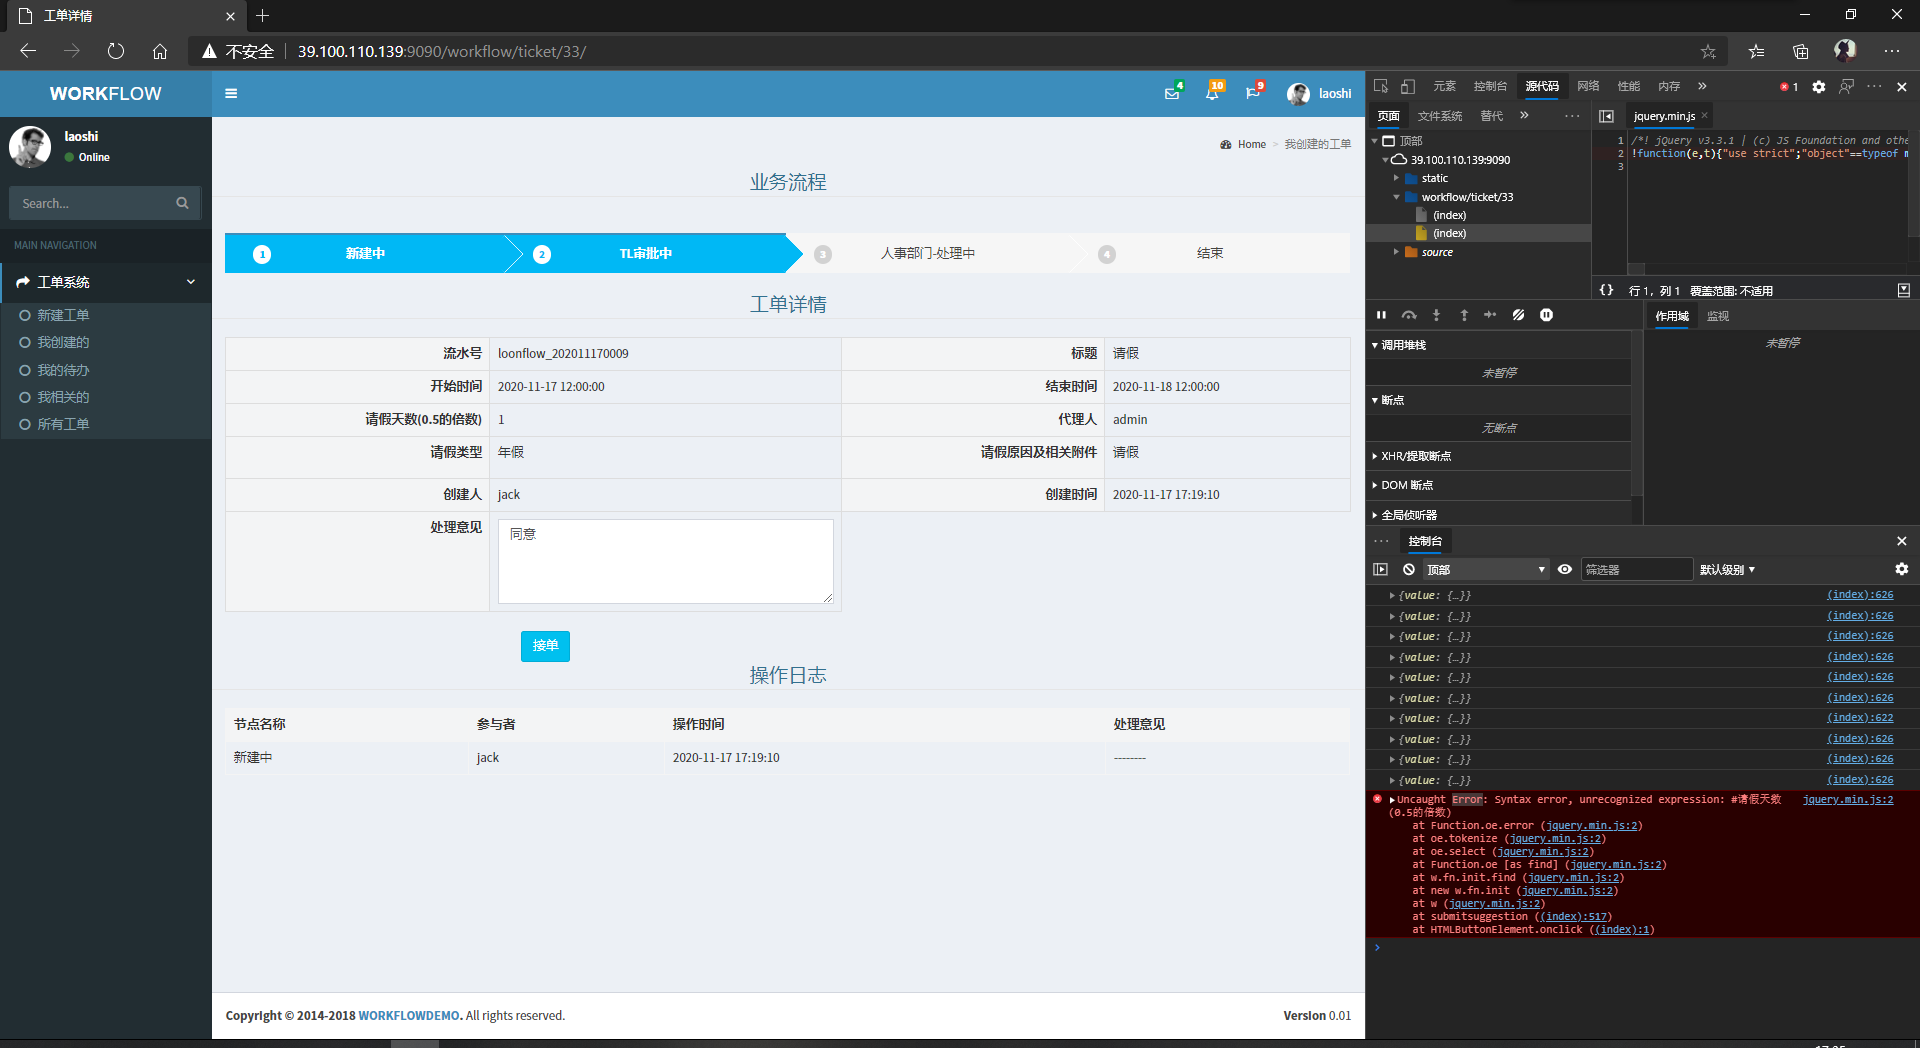 工单详情
不安全
39.100.110.139:9090/workflow/ticket/33/
WORKFLOW
4
10
9
laoshi
laoshi
Online
Search...
MAIN NAVIGATION
工单系统
新建工单
我创建的
我的待办
我相关的
所有工单
Home > 我创建的工单
业务流程
1 新建中
2 TL审批中
3 人事部门-处理中
4 结束
工单详情
流水号 loonflow_202011170009 标题 请假
开始时间 2020-11-17 12:00:00 结束时间 2020-11-18 12:00:00
请假天数(0.5的倍数) 1 代理人 admin
请假类型 年假 请假原因及相关附件 请假
创建人 jack 创建时间 2020-11-17 17:19:10
处理意见 同意
接单
操作日志
节点名称 参与者 操作时间 处理意见
新建中 jack 2020-11-17 17:19:10 --------
Copyright © 2014-2018 WORKFLOWDEMO. All rights reserved.
Version 0.01
元素 控制台 源代码 网络 性能 内存 » 1
页面 文件系统 替代 »
顶部
39.100.110.139:9090
static
workflow/ticket/33
(index)
(index)
source
jquery.min.js
1 /*! jQuery v3.3.1 | (c) JS Foundation and othe
2 !function(e,t){"use strict";"object"==typeof m
3
{} 行 1，列 1 覆盖范围: 不适用
作用域 监视
未暂停
调用堆栈
未暂停
断点
无断点
XHR/提取断点
DOM 断点
全局侦听器
控制台
顶部 筛选器 默认级别
{value: {…}} (index):626
{value: {…}} (index):626
{value: {…}} (index):626
{value: {…}} (index):626
{value: {…}} (index):626
{value: {…}} (index):626
{value: {…}} (index):622
{value: {…}} (index):626
{value: {…}} (index):626
{value: {…}} (index):626
Uncaught Error: Syntax error, unrecognized expression: #请假天数 jquery.min.js:2
(0.5的倍数)
at Function.oe.error (jquery.min.js:2)
at oe.tokenize (jquery.min.js:2)
at oe.select (jquery.min.js:2)
at Function.oe [as find] (jquery.min.js:2)
at w.fn.init.find (jquery.min.js:2)
at new w.fn.init (jquery.min.js:2)
at w (jquery.min.js:2)
at submitsuggestion ((index):517)
at HTMLButtonElement.onclick ((index):1)